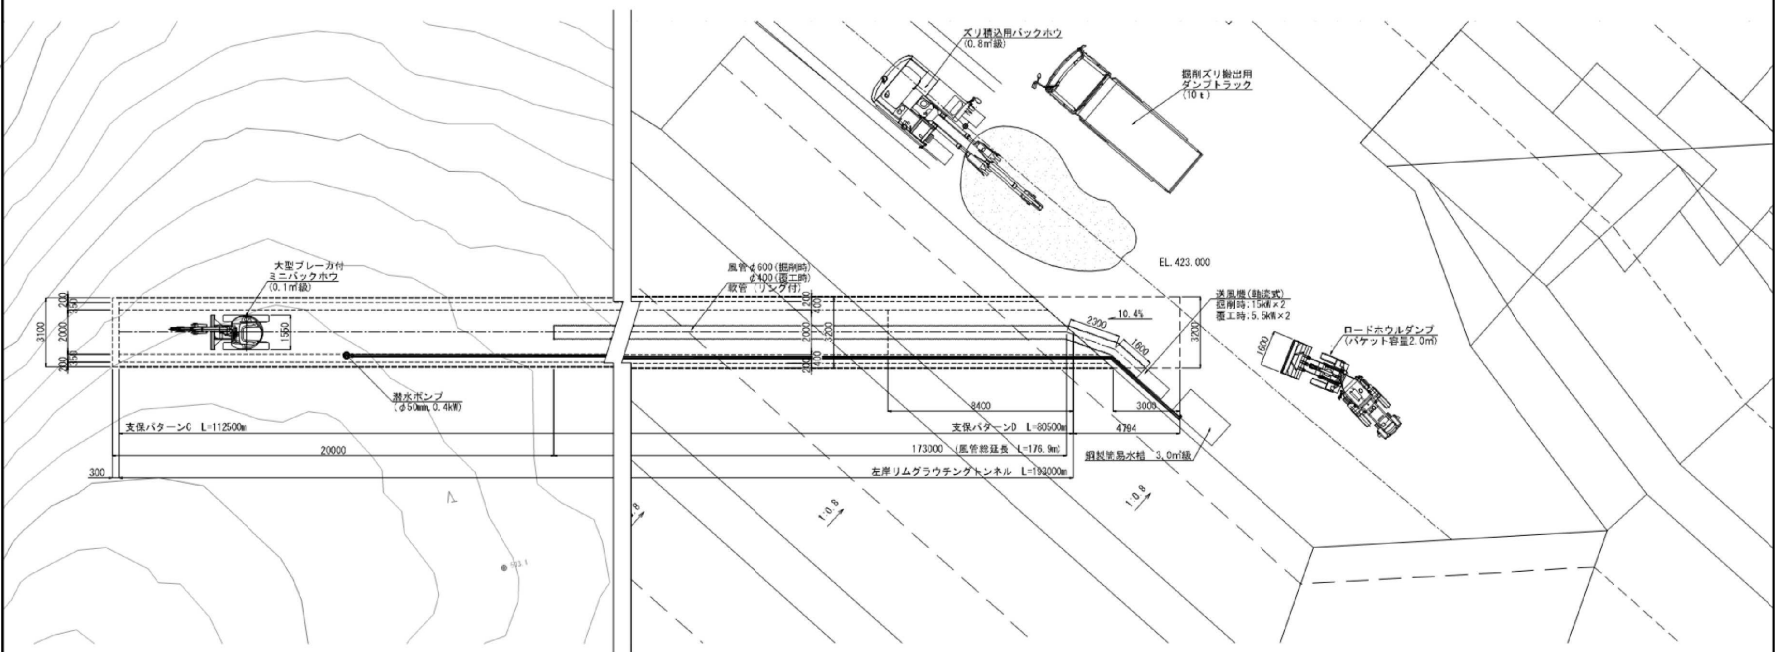 ズリ積込用バックホウ
(0.8㎥級)
掘削ズリ搬出用
ダンプトラック
(10t)
EL.423.000
大型ブレーカ付
ミニバックホウ
(0.1㎥級)
風管φ600(掘削時)
φ400(覆工時)
軟管 (リング付)
送風機(軸流式)
掘削時:15kW×2
覆工時:5.5kW×2
ロードホウルダンプ
(バケット容量2.0㎥)
10.4%
2300
1600
1600
200
350
3100
2000
200
350
1550
200
400
2000
3200
200
400
3200
潜水ポンプ
(φ50mm,0.4kW)
8400
3000
支保パターンC L=112500m
支保パターンD L=80500m
4794
20000
173000 (風管総延長 L=176.9m)
鋼製簡易水槽 3.0㎥級
300
左岸リムグラウチングトンネル L=193000m
1:0.8
1:0.8